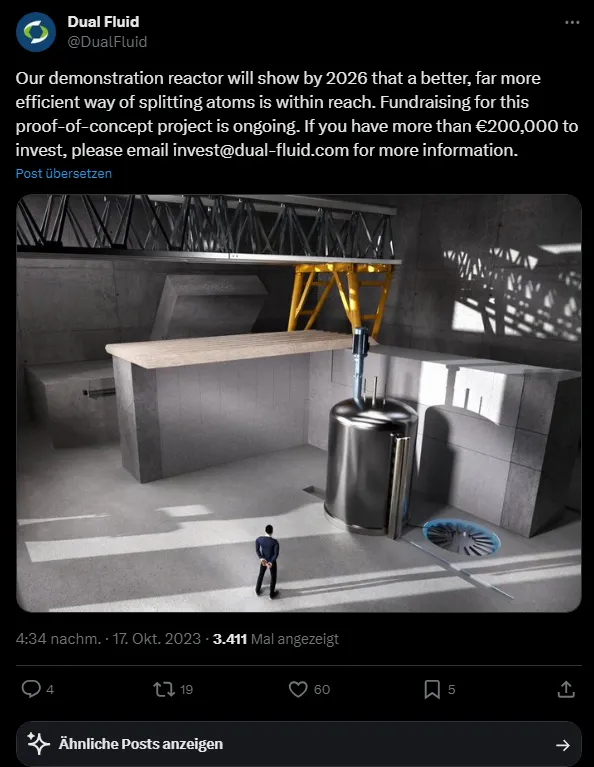 Dual Fluid
@DualFluid
Our demonstration reactor will show by 2026 that a better, far more
efficient way of splitting atoms is within reach. Fundraising for this
proof-of-concept project is ongoing. If you have more than €200,000 to
invest, please email invest@dual-fluid.com for more information.
Post übersetzen
4:34 nachm. · 17. Okt. 2023 · 3.411 Mal angezeigt
4 19 60 5
Ähnliche Posts anzeigen